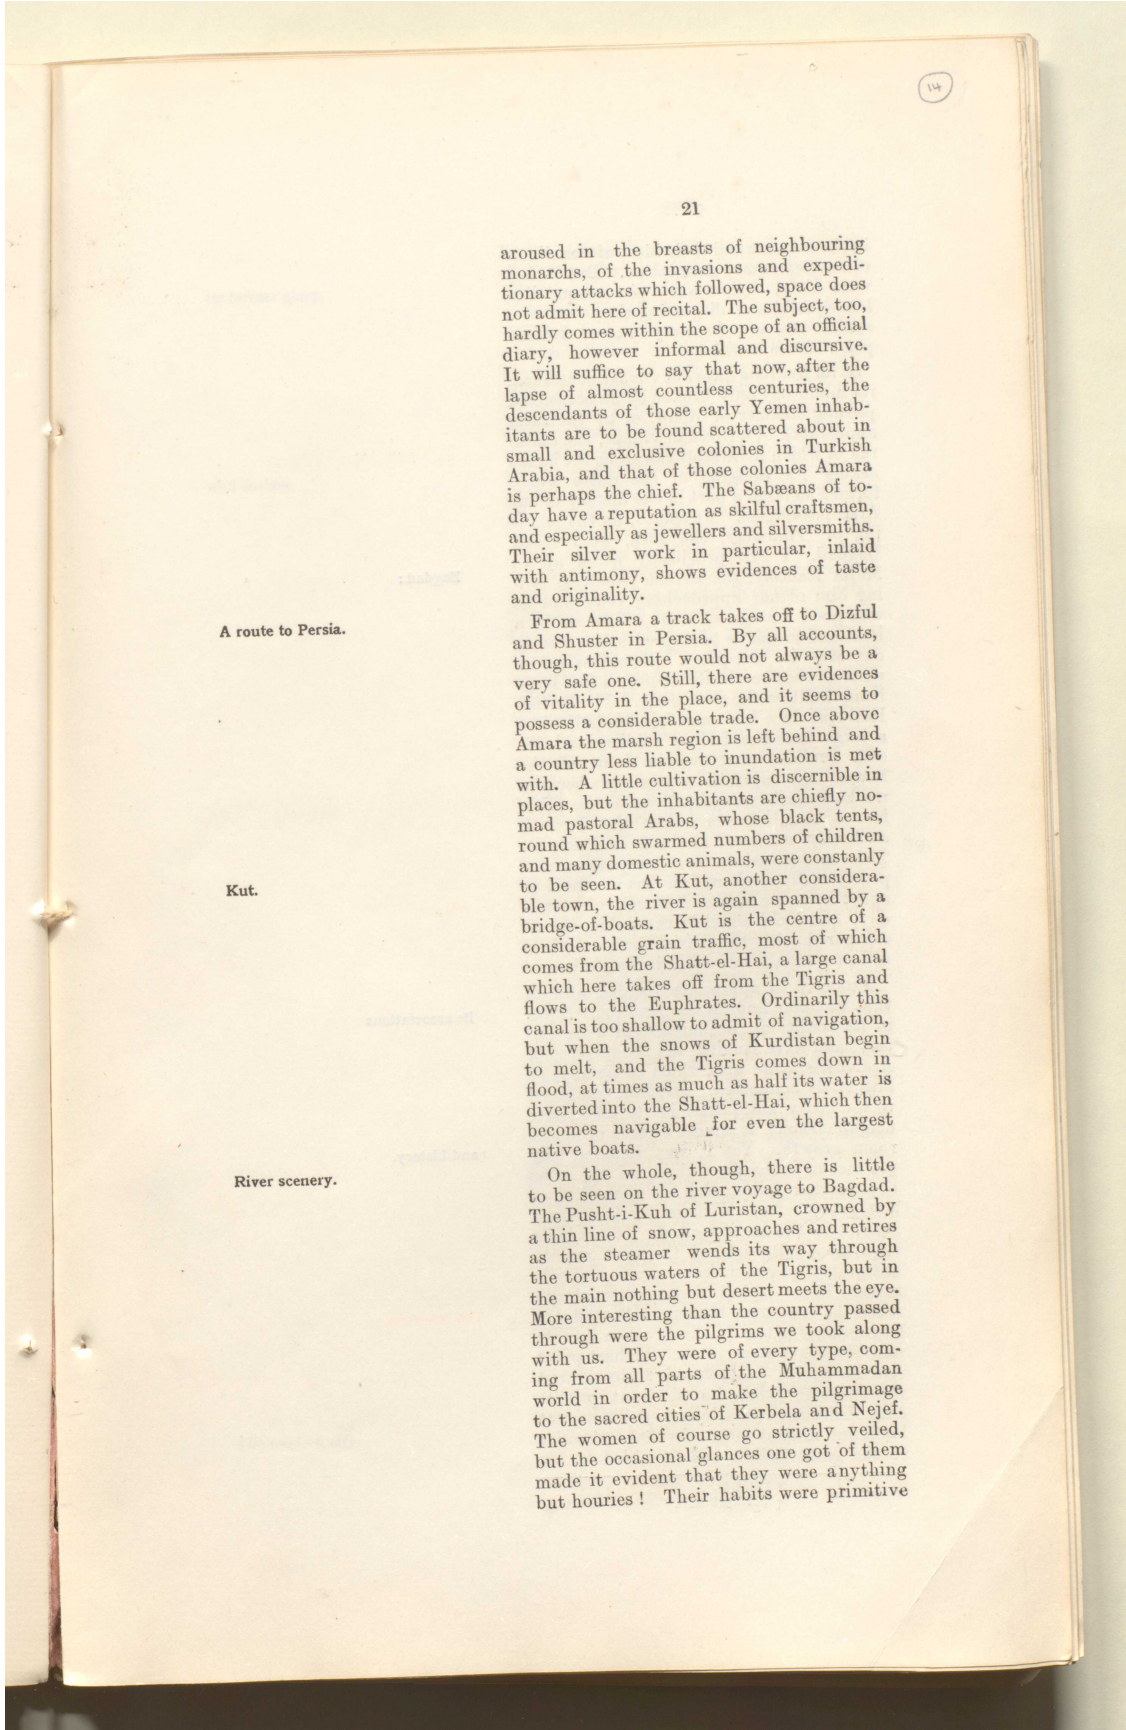 14
21
aroused in the breasts of neighbouring
monarchs, of the invasions and expedi-
tionary attacks which followed, space does
not admit here of recital. The subject, too,
hardly comes within the scope of an official
diary, however informal and discursive.
It will suffice to say that now, after the
lapse of almost countless centuries, the
descendants of those early Yemen inhab-
itants are to be found scattered about in
small and exclusive colonies in Turkish
Arabia, and that of those colonies Amara
is perhaps the chief. The Sabæans of to-
day have a reputation as skilful craftsmen,
and especially as jewellers and silversmiths.
Their silver work in particular, inlaid
with antimony, shows evidences of taste
and originality.
A route to Persia.
From Amara a track takes off to Dizful
and Shuster in Persia. By all accounts,
though, this route would not always be a
very safe one. Still, there are evidences
of vitality in the place, and it seems to
possess a considerable trade. Once above
Amara the marsh region is left behind and
a country less liable to inundation is met
with. A little cultivation is discernible in
places, but the inhabitants are chiefly no-
mad pastoral Arabs, whose black tents,
round which swarmed numbers of children
and many domestic animals, were constanly
Kut.
to be seen. At Kut, another considera-
ble town, the river is again spanned by a
bridge-of-boats. Kut is the centre of a
considerable grain traffic, most of which
comes from the Shatt-el-Hai, a large canal
which here takes off from the Tigris and
flows to the Euphrates. Ordinarily this
canal is too shallow to admit of navigation,
but when the snows of Kurdistan begin
to melt, and the Tigris comes down in
flood, at times as much as half its water is
diverted into the Shatt-el-Hai, which then
becomes navigable for even the largest
native boats.
River scenery.
On the whole, though, there is little
to be seen on the river voyage to Bagdad.
The Pusht-i-Kuh of Luristan, crowned by
a thin line of snow, approaches and retires
as the steamer wends its way through
the tortuous waters of the Tigris, but in
the main nothing but desert meets the eye.
More interesting than the country passed
through were the pilgrims we took along
with us. They were of every type, com-
ing from all parts of the Muhammadan
world in order to make the pilgrimage
to the sacred cities of Kerbela and Nejef.
The women of course go strictly veiled,
but the occasional glances one got of them
made it evident that they were anything
but houries ! Their habits were primitive